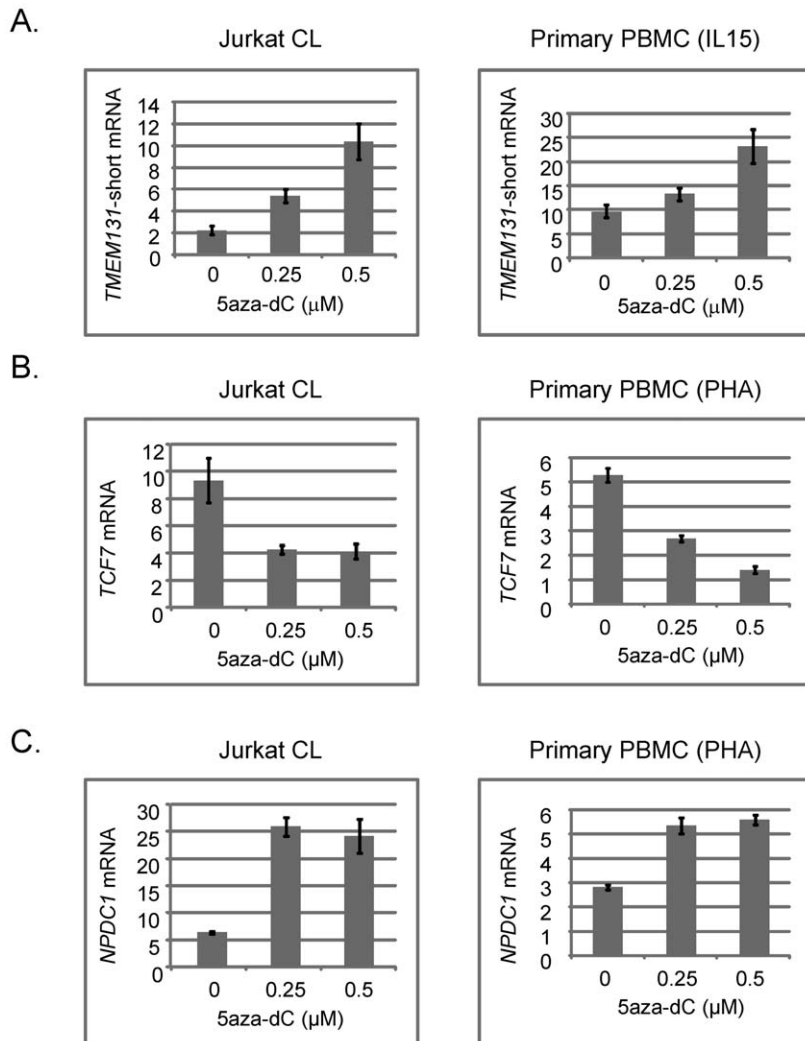 A.
Jurkat CL
TMEM131-short mRNA
14
12
10
8
6
4
2
0
0 0.25 0.5
5aza-dC (μM)
Primary PBMC (IL15)
TMEM131-short mRNA
30
25
20
15
10
5
0
0 0.25 0.5
5aza-dC (μM)
B.
Jurkat CL
TCF7 mRNA
12
10
8
6
4
2
0
0 0.25 0.5
5aza-dC (µM)
Primary PBMC (PHA)
TCF7 mRNA
6
5
4
3
2
1
0
0 0.25 0.5
5aza-dC (µM)
C.
Jurkat CL
NPDC1 mRNA
30
25
20
15
10
5
0
0 0.25 0.5
5aza-dC (µM)
Primary PBMC (PHA)
NPDC1 mRNA
6
5
4
3
2
1
0
0 0.25 0.5
5aza-dC (µM)